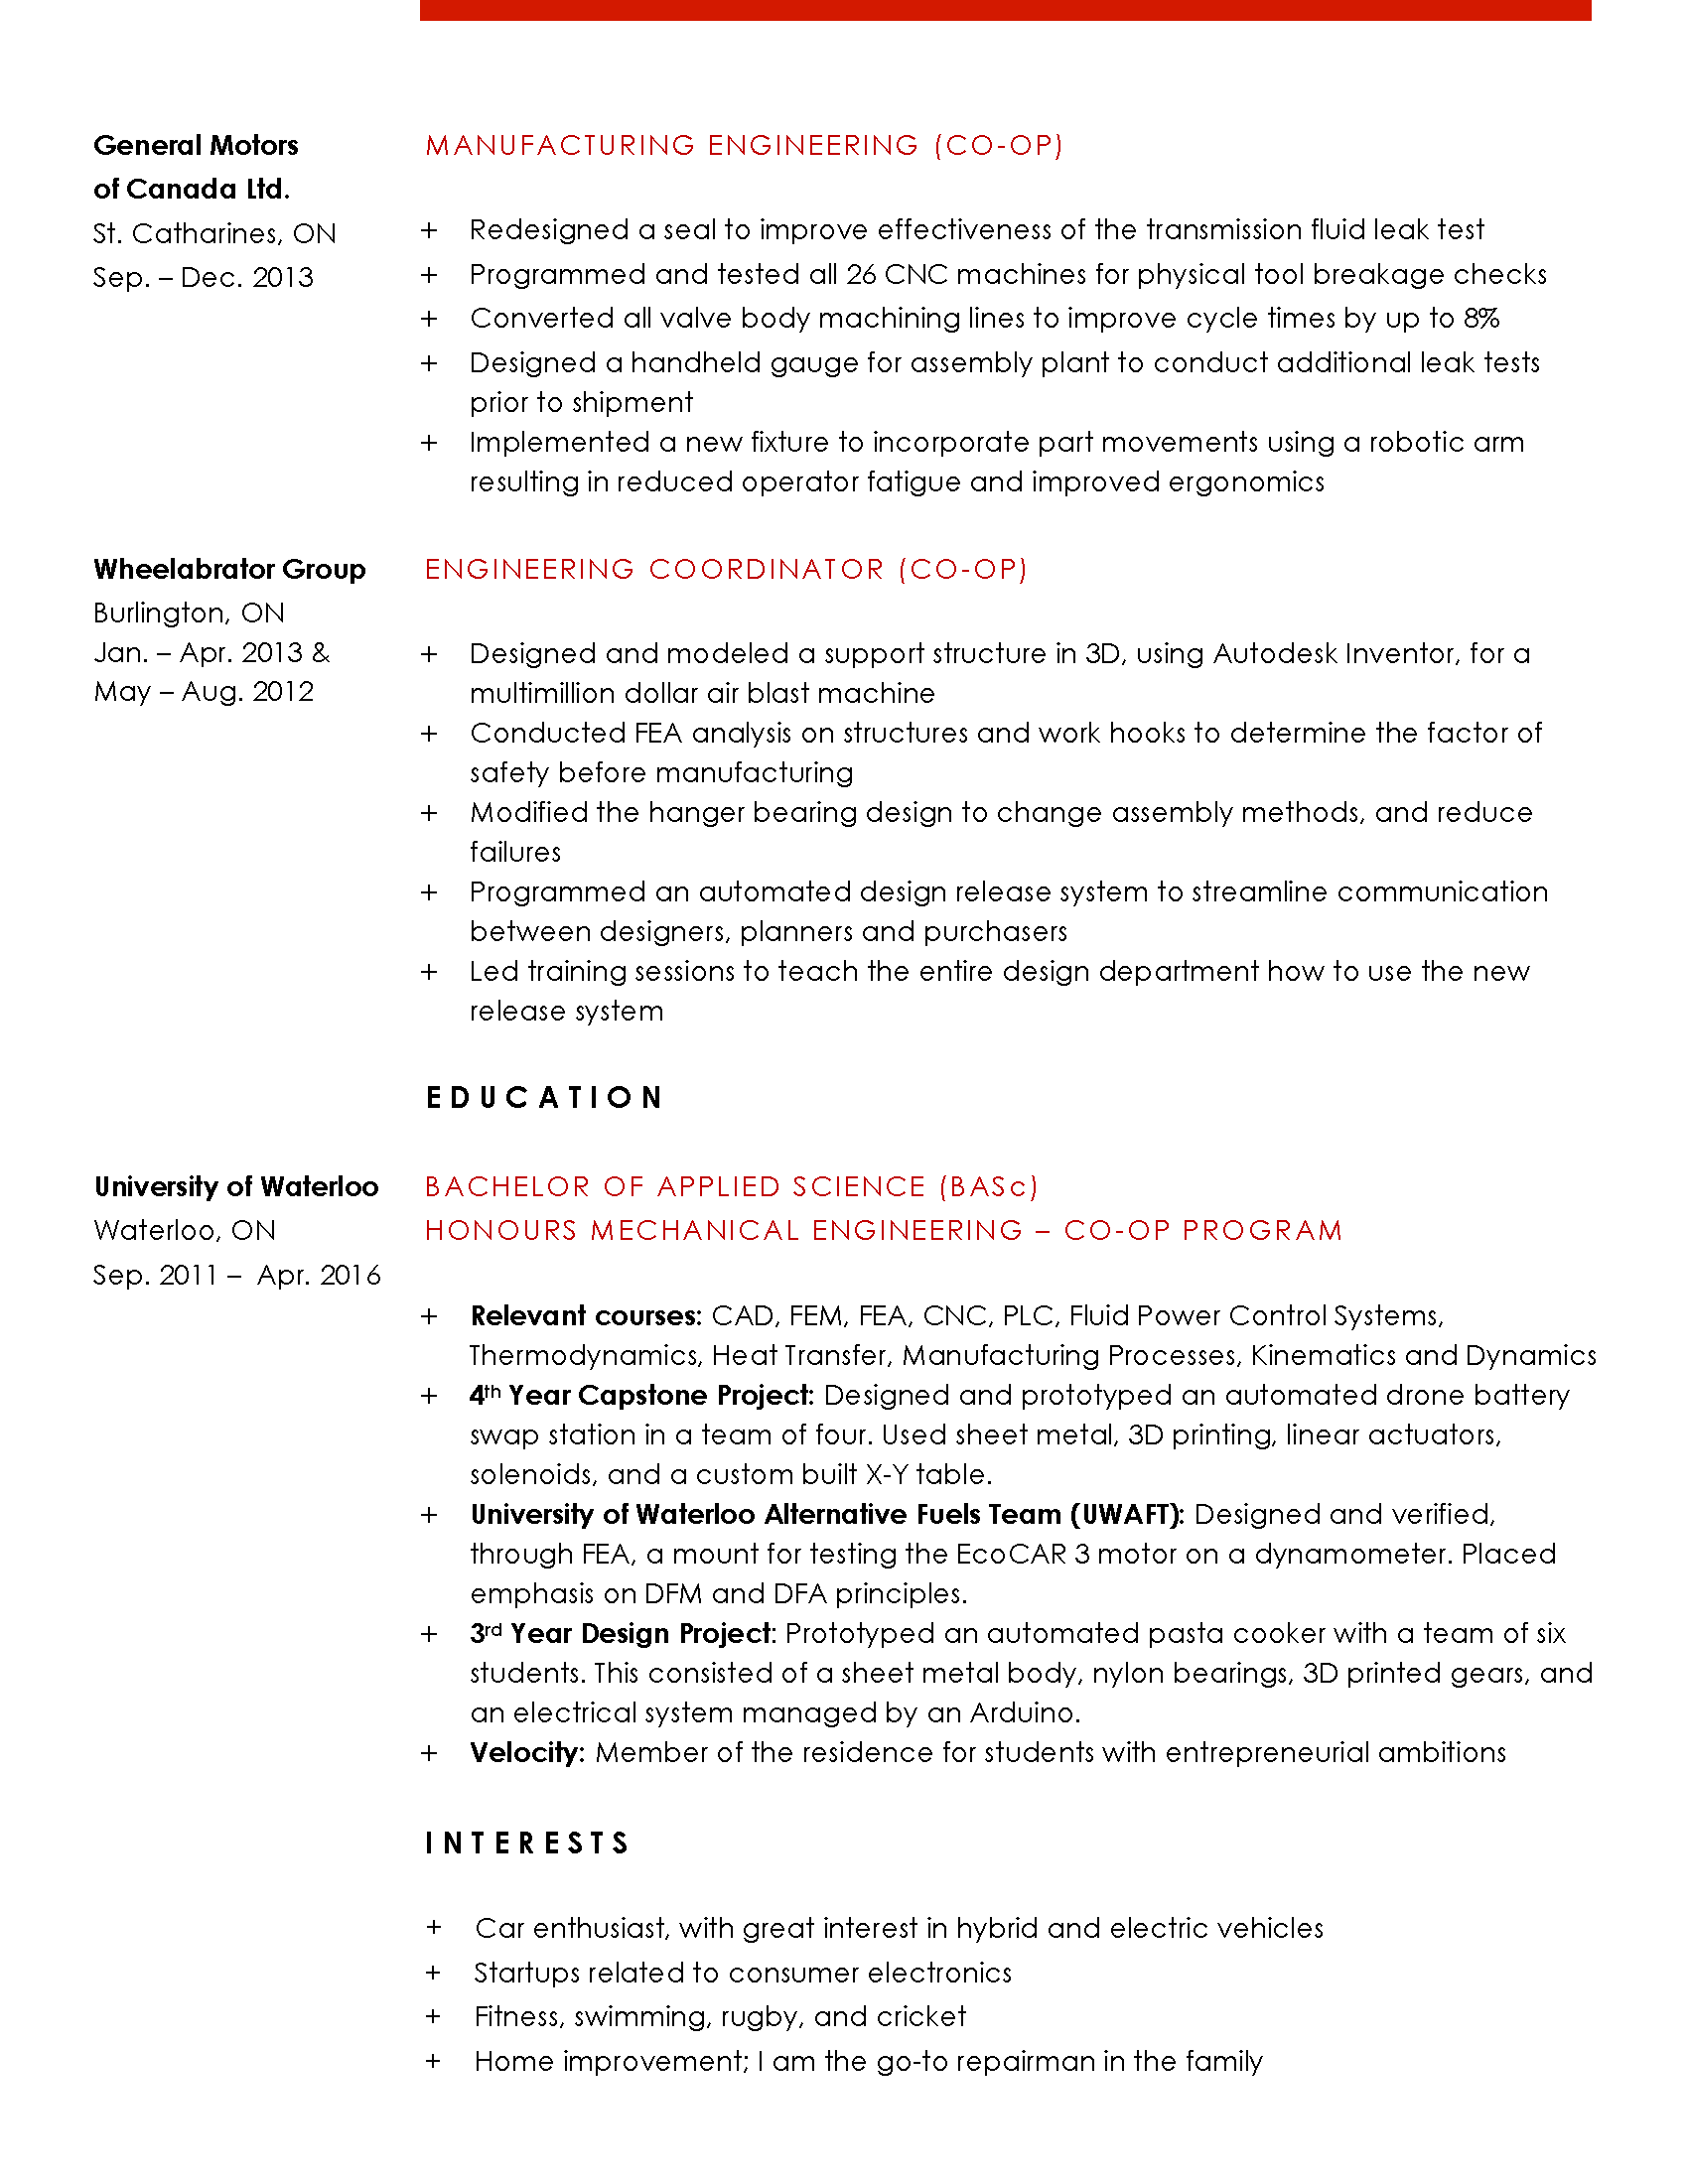 General Motors
of Canada Ltd.
St. Catharines, ON
Sep. – Dec. 2013
MANUFACTURING ENGINEERING (CO-OP)
+ Redesigned a seal to improve effectiveness of the transmission fluid leak test
+ Programmed and tested all 26 CNC machines for physical tool breakage checks
+ Converted all valve body machining lines to improve cycle times by up to 8%
+ Designed a handheld gauge for assembly plant to conduct additional leak tests
prior to shipment
+ Implemented a new fixture to incorporate part movements using a robotic arm
resulting in reduced operator fatigue and improved ergonomics
Wheelabrator Group
Burlington, ON
Jan. – Apr. 2013 &
May – Aug. 2012
ENGINEERING COORDINATOR (CO-OP)
+ Designed and modeled a support structure in 3D, using Autodesk Inventor, for a
multimillion dollar air blast machine
+ Conducted FEA analysis on structures and work hooks to determine the factor of
safety before manufacturing
+ Modified the hanger bearing design to change assembly methods, and reduce
failures
+ Programmed an automated design release system to streamline communication
between designers, planners and purchasers
+ Led training sessions to teach the entire design department how to use the new
release system
EDUCATION
University of Waterloo
Waterloo, ON
Sep. 2011 – Apr. 2016
BACHELOR OF APPLIED SCIENCE (BASc)
HONOURS MECHANICAL ENGINEERING – CO-OP PROGRAM
+ Relevant courses: CAD, FEM, FEA, CNC, PLC, Fluid Power Control Systems,
Thermodynamics, Heat Transfer, Manufacturing Processes, Kinematics and Dynamics
+ 4th Year Capstone Project: Designed and prototyped an automated drone battery
swap station in a team of four. Used sheet metal, 3D printing, linear actuators,
solenoids, and a custom built X-Y table.
+ University of Waterloo Alternative Fuels Team (UWAFT): Designed and verified,
through FEA, a mount for testing the EcoCAR 3 motor on a dynamometer. Placed
emphasis on DFM and DFA principles.
+ 3rd Year Design Project: Prototyped an automated pasta cooker with a team of six
students. This consisted of a sheet metal body, nylon bearings, 3D printed gears, and
an electrical system managed by an Arduino.
+ Velocity: Member of the residence for students with entrepreneurial ambitions
INTERESTS
+ Car enthusiast, with great interest in hybrid and electric vehicles
+ Startups related to consumer electronics
+ Fitness, swimming, rugby, and cricket
+ Home improvement; I am the go-to repairman in the family